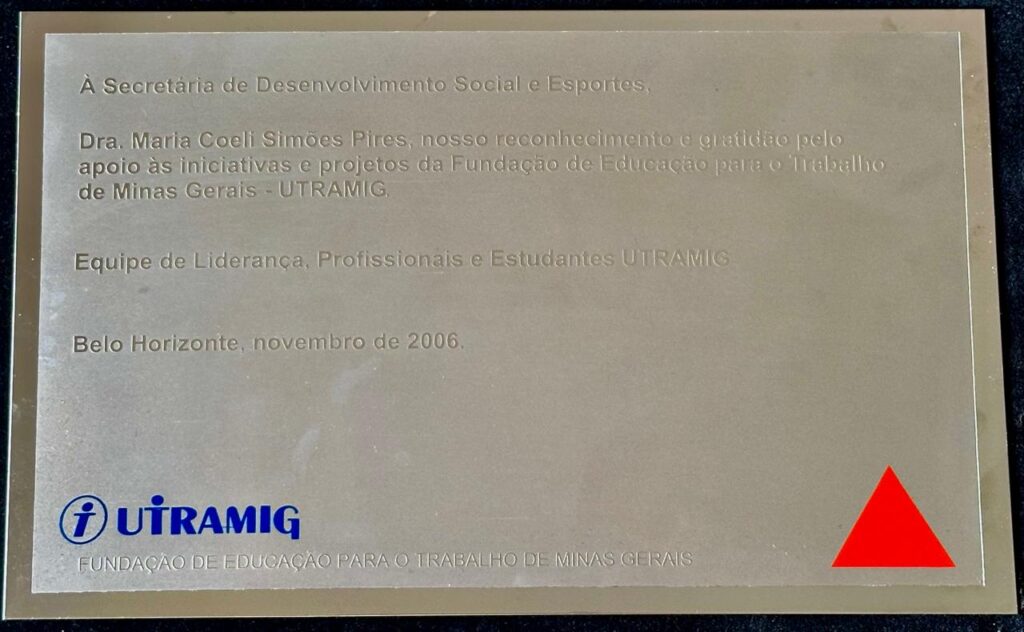 À Secretária de Desenvolvimento Social e Esportes,
Dra. Maria Coeli Simões Pires, nosso reconhecimento e gratidão pelo
apoio às iniciativas e projetos da Fundação de Educação para o Trabalho
de Minas Gerais - UTRAMIG.
Equipe de Liderança, Profissionais e Estudantes UTRAMIG
Belo Horizonte, novembro de 2006.
UTRAMIG
FUNDAÇÃO DE EDUCAÇÃO PARA O TRABALHO DE MINAS GERAIS